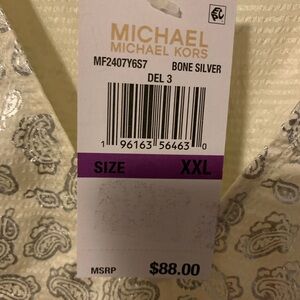 MICHAEL
MICHAEL KORS
MF2407Y6S7 BONE SILVER
DEL 3
1 96163 56463 0
SIZE XXL
MSRP $88.00